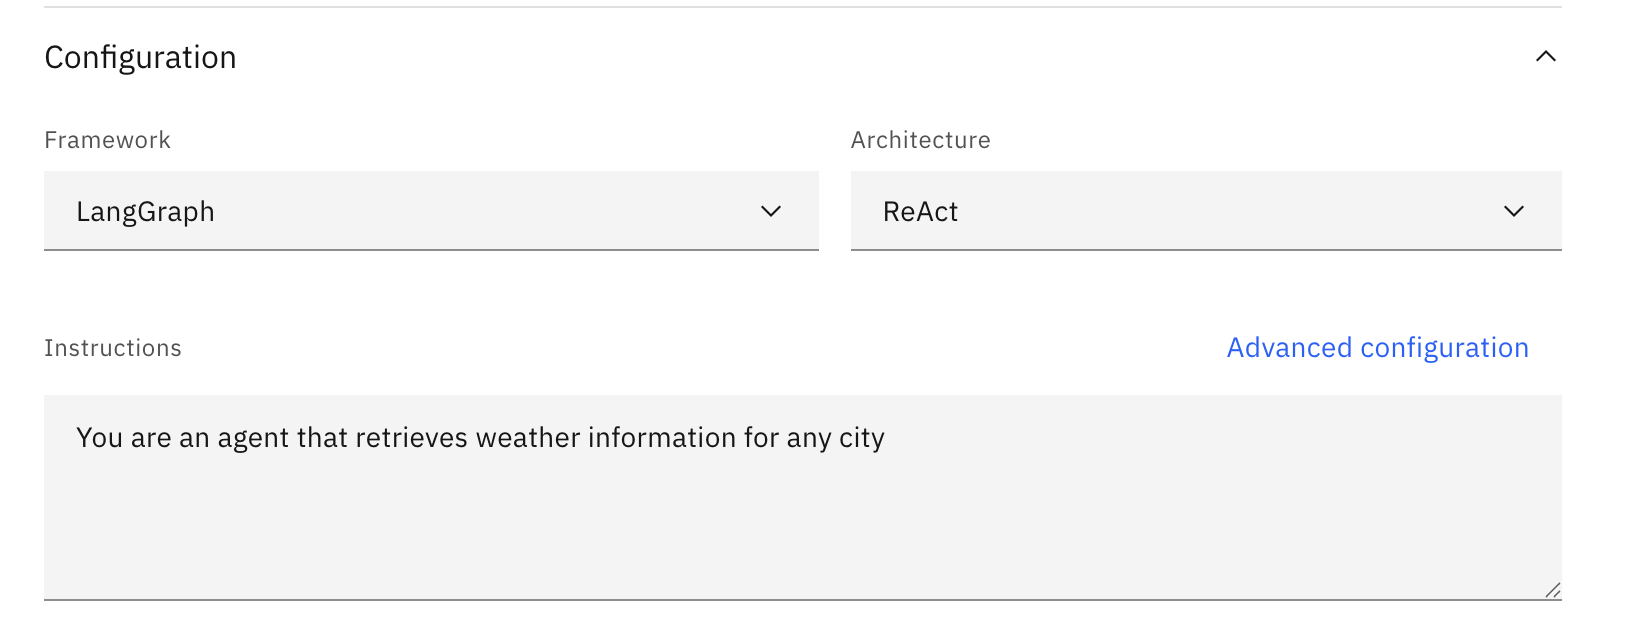 Configuration
Framework
Architecture
LangGraph
ReAct
Instructions
Advanced configuration
You are an agent that retrieves weather information for any city